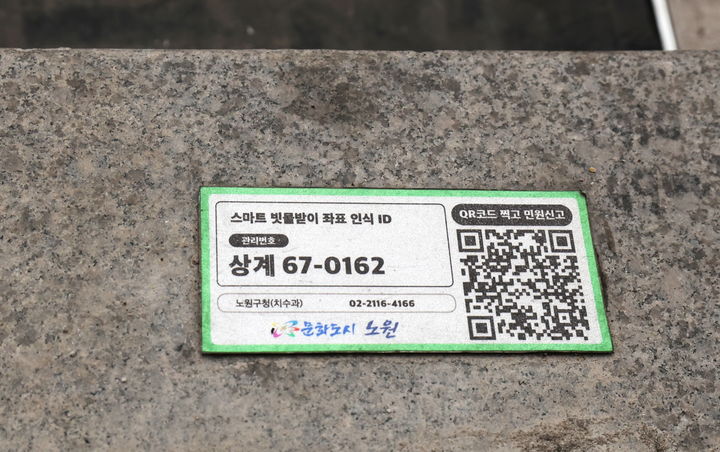 스마트 빗물받이 좌표 인식 ID
관리번호
상계 67-0162
노원구청(치수과) 02-2116-4166
문화도시 노원
QR코드 찍고 민원신고